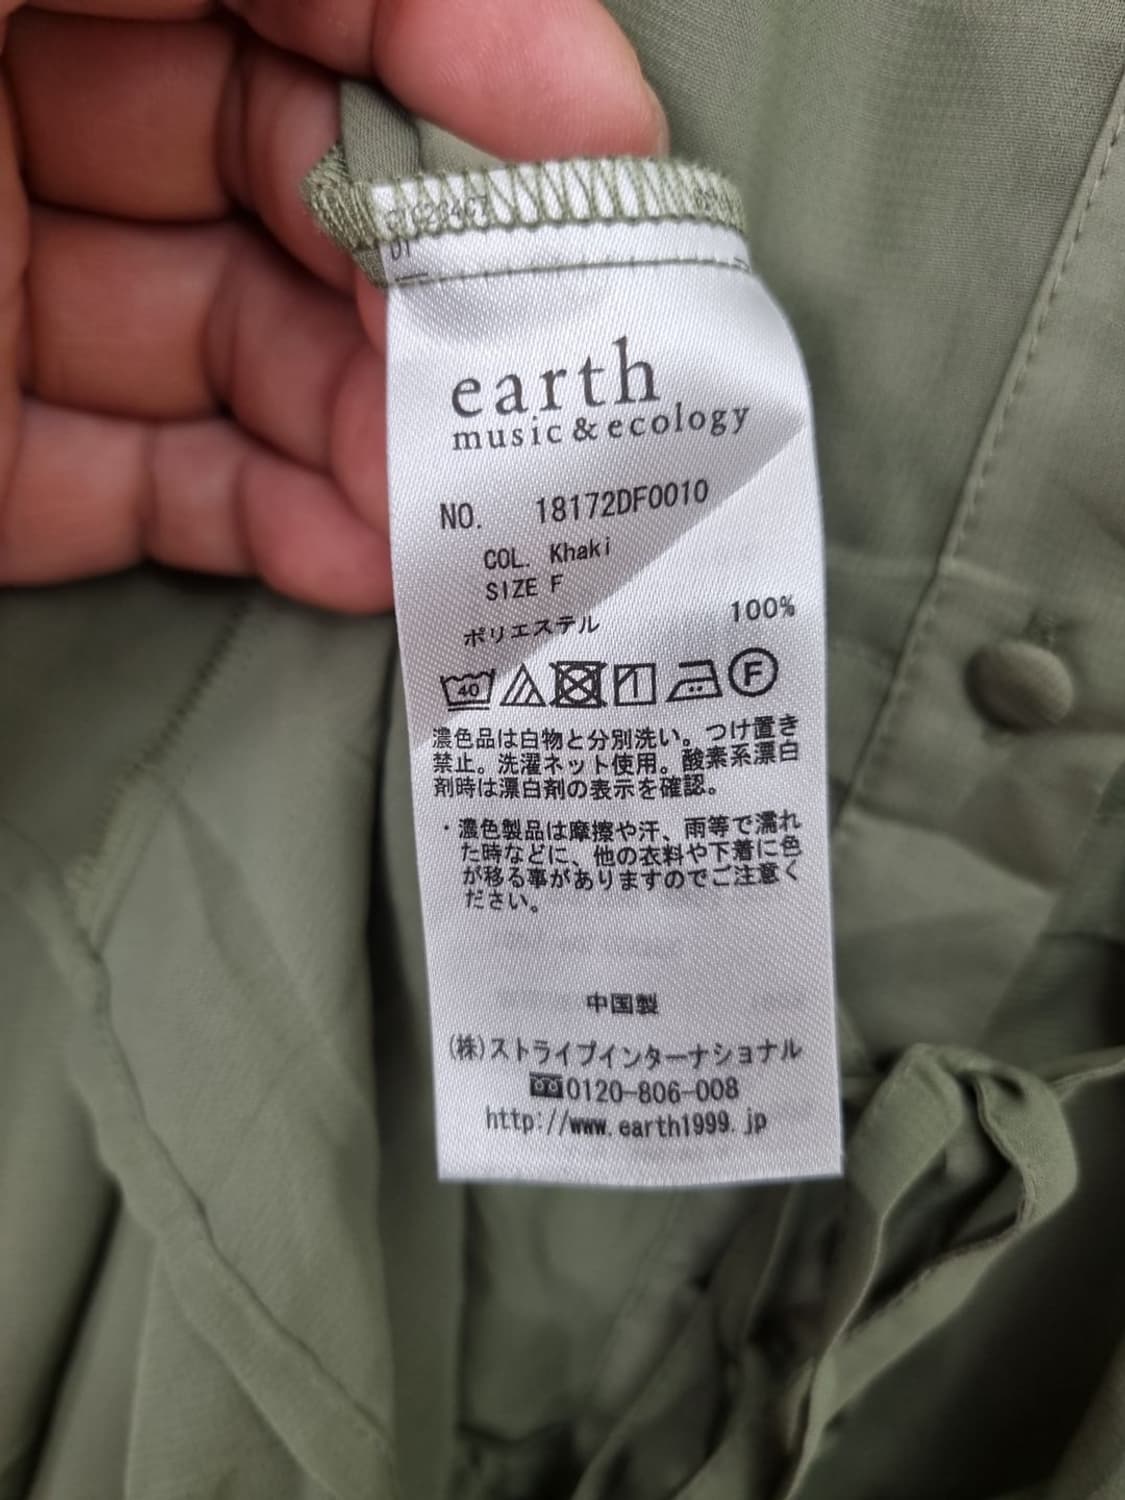 01
earth
music&ecology
NO. 18172DF0010
COL. Khaki
SIZE F
ポリエステル 100%
40 F
濃色品は白物と分別洗い。つけ置き
禁止。洗濯ネット使用。酸素系漂白
剤時は漂白剤の表示を確認。
・濃色製品は摩擦や汗、雨等で濡れ
た時などに、他の衣料や下着に色
が移る事がありますのでご注意く
ださい。
中国製
(株)ストライプインターナショナル
0120-806-008
http://www.earth1999.jp